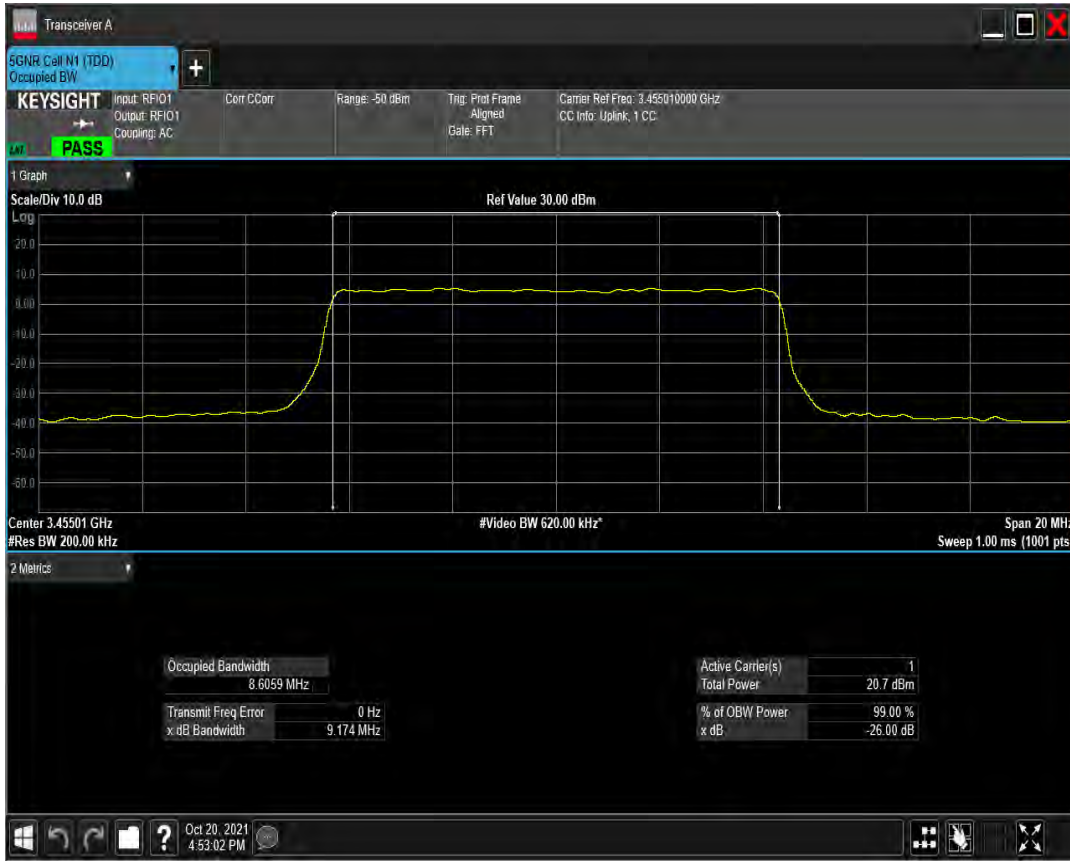 Transceiver A
5GNR Cell N1 (TDD)
Occupied BW
+
KEYSIGHT
Input: RFIO1
Output: RFIO1
Coupling: AC
Corr CCorr
Range: -50 dBm
Trig: Prot Frame
Aligned
Gate: FFT
Carrier Ref Freq: 3.455010000 GHz
CC Info: Uplink, 1 CC
PASS
1 Graph
Scale/Div 10.0 dB
Ref Value 30.00 dBm
Log
20.0
10.0
0.00
-10.0
-20.0
-30.0
-40.0
-50.0
-60.0
Center 3.45501 GHz
#Video BW 620.00 kHz*
Span 20 MHz
#Res BW 200.00 kHz
Sweep 1.00 ms (1001 pts
2 Metrics
Occupied Bandwidth
8.6059 MHz
Transmit Freq Error 0 Hz
x dB Bandwidth 9.174 MHz
Active Carrier(s) 1
Total Power 20.7 dBm
% of OBW Power 99.00 %
x dB -26.00 dB
?
Oct 20, 2021
4:53:02 PM